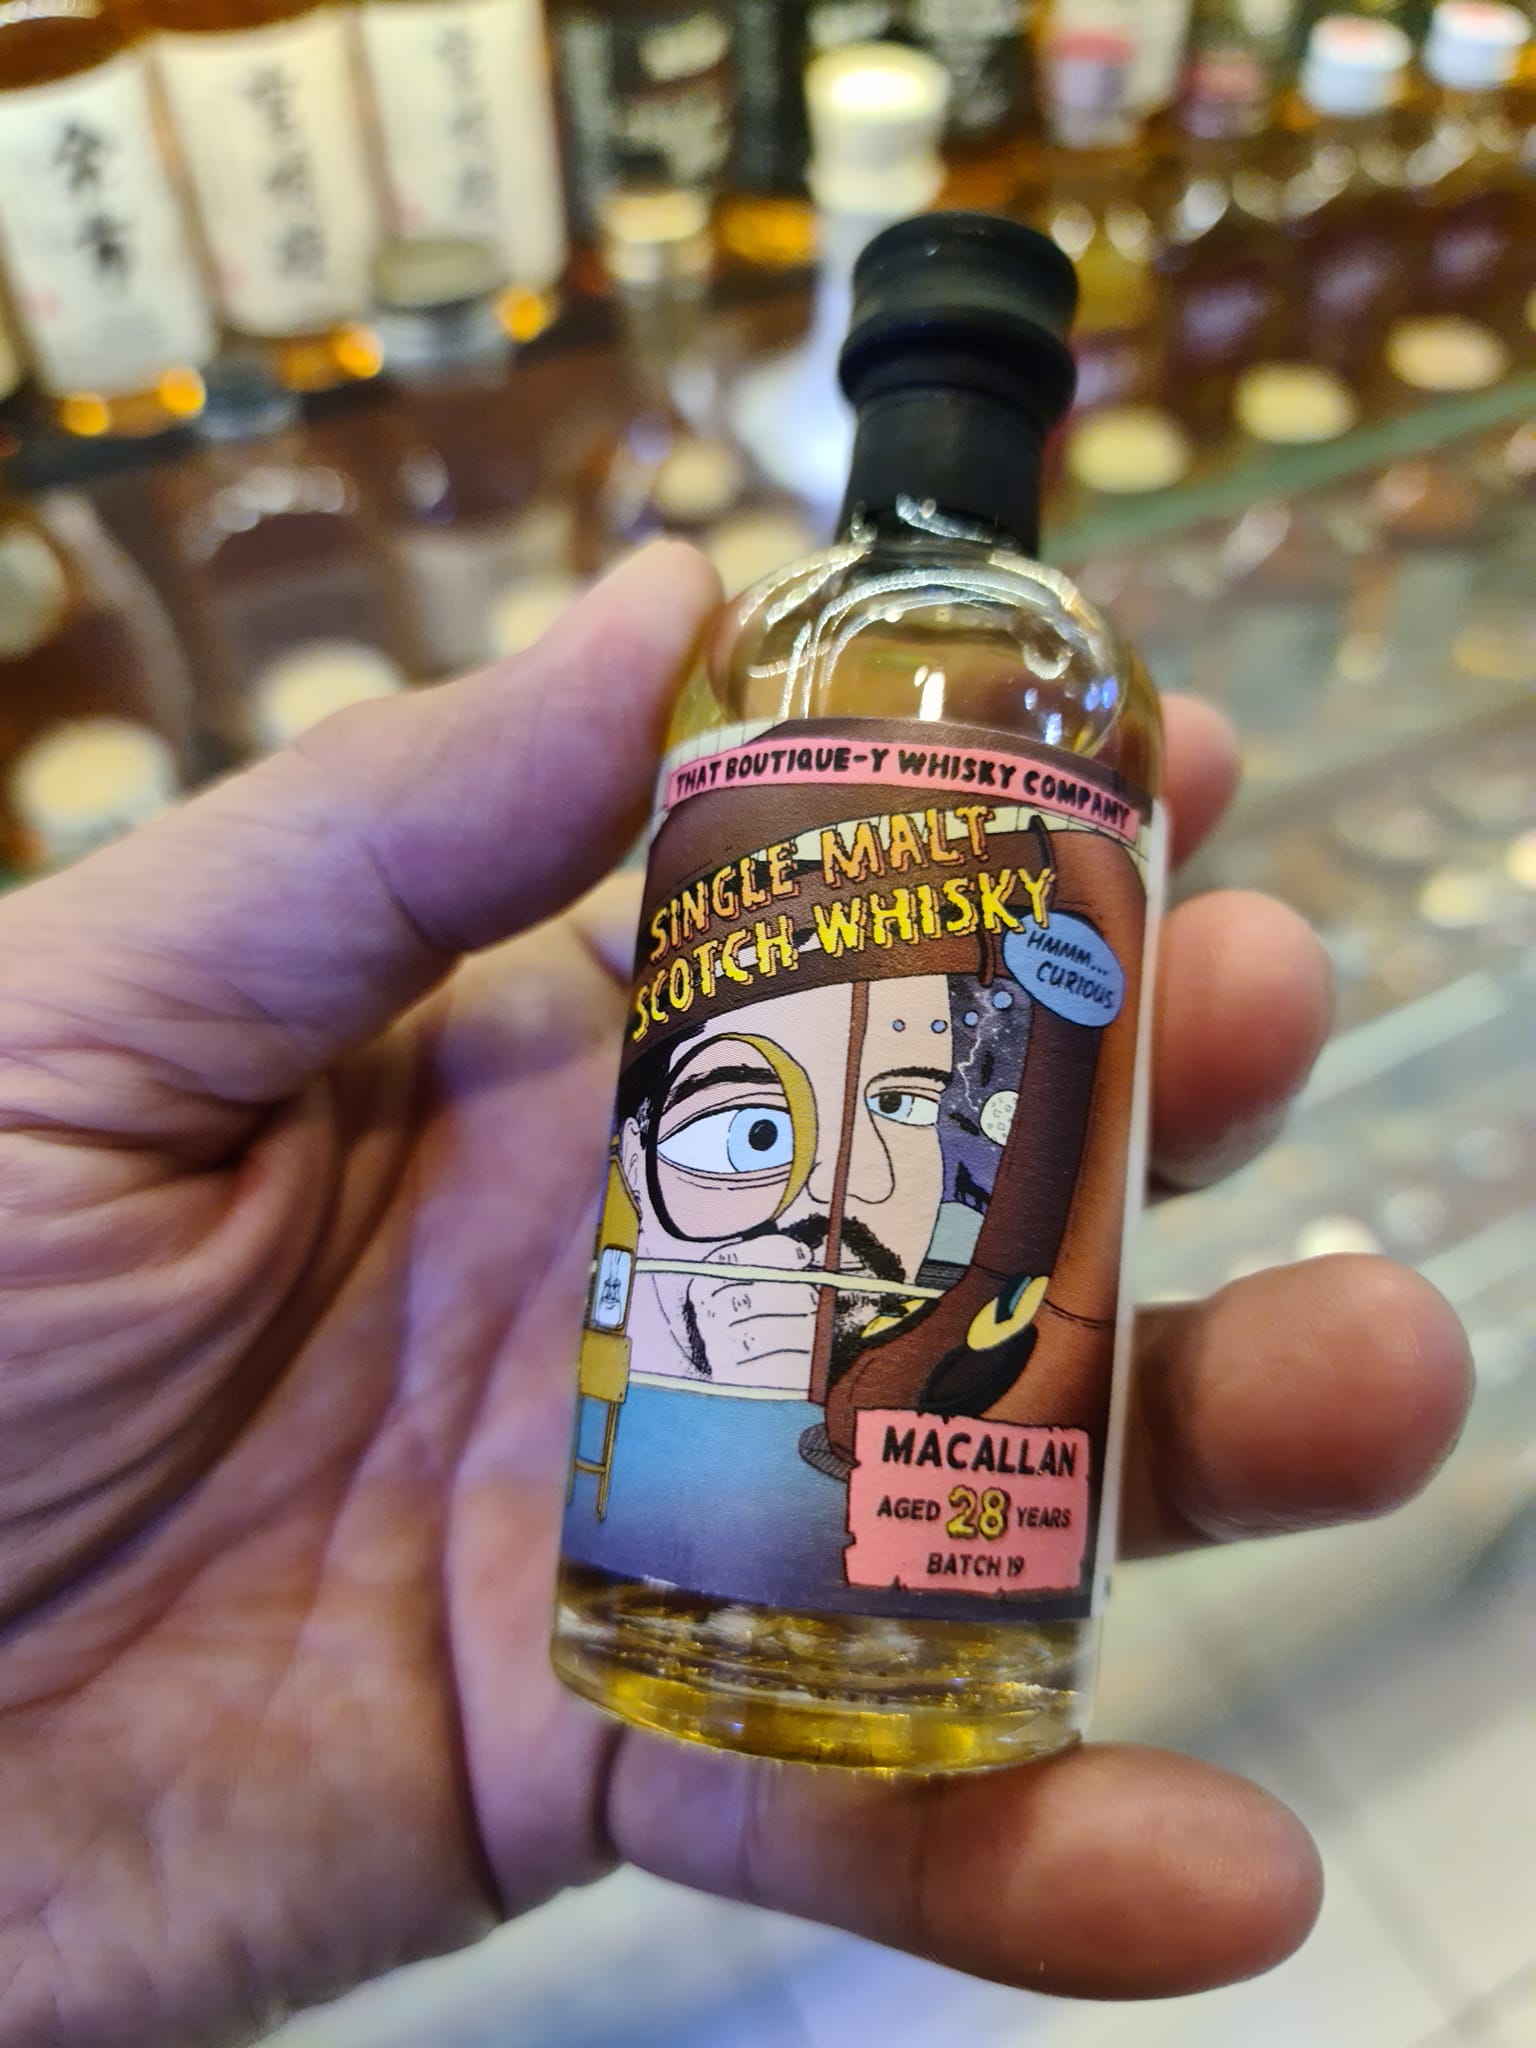 THAT BOUTIQUE-Y WHISKY COMPANY
SINGLE MALT
SCOTCH WHISKY
HMMM...
CURIOUS
MACALLAN
AGED 28 YEARS
BATCH 19